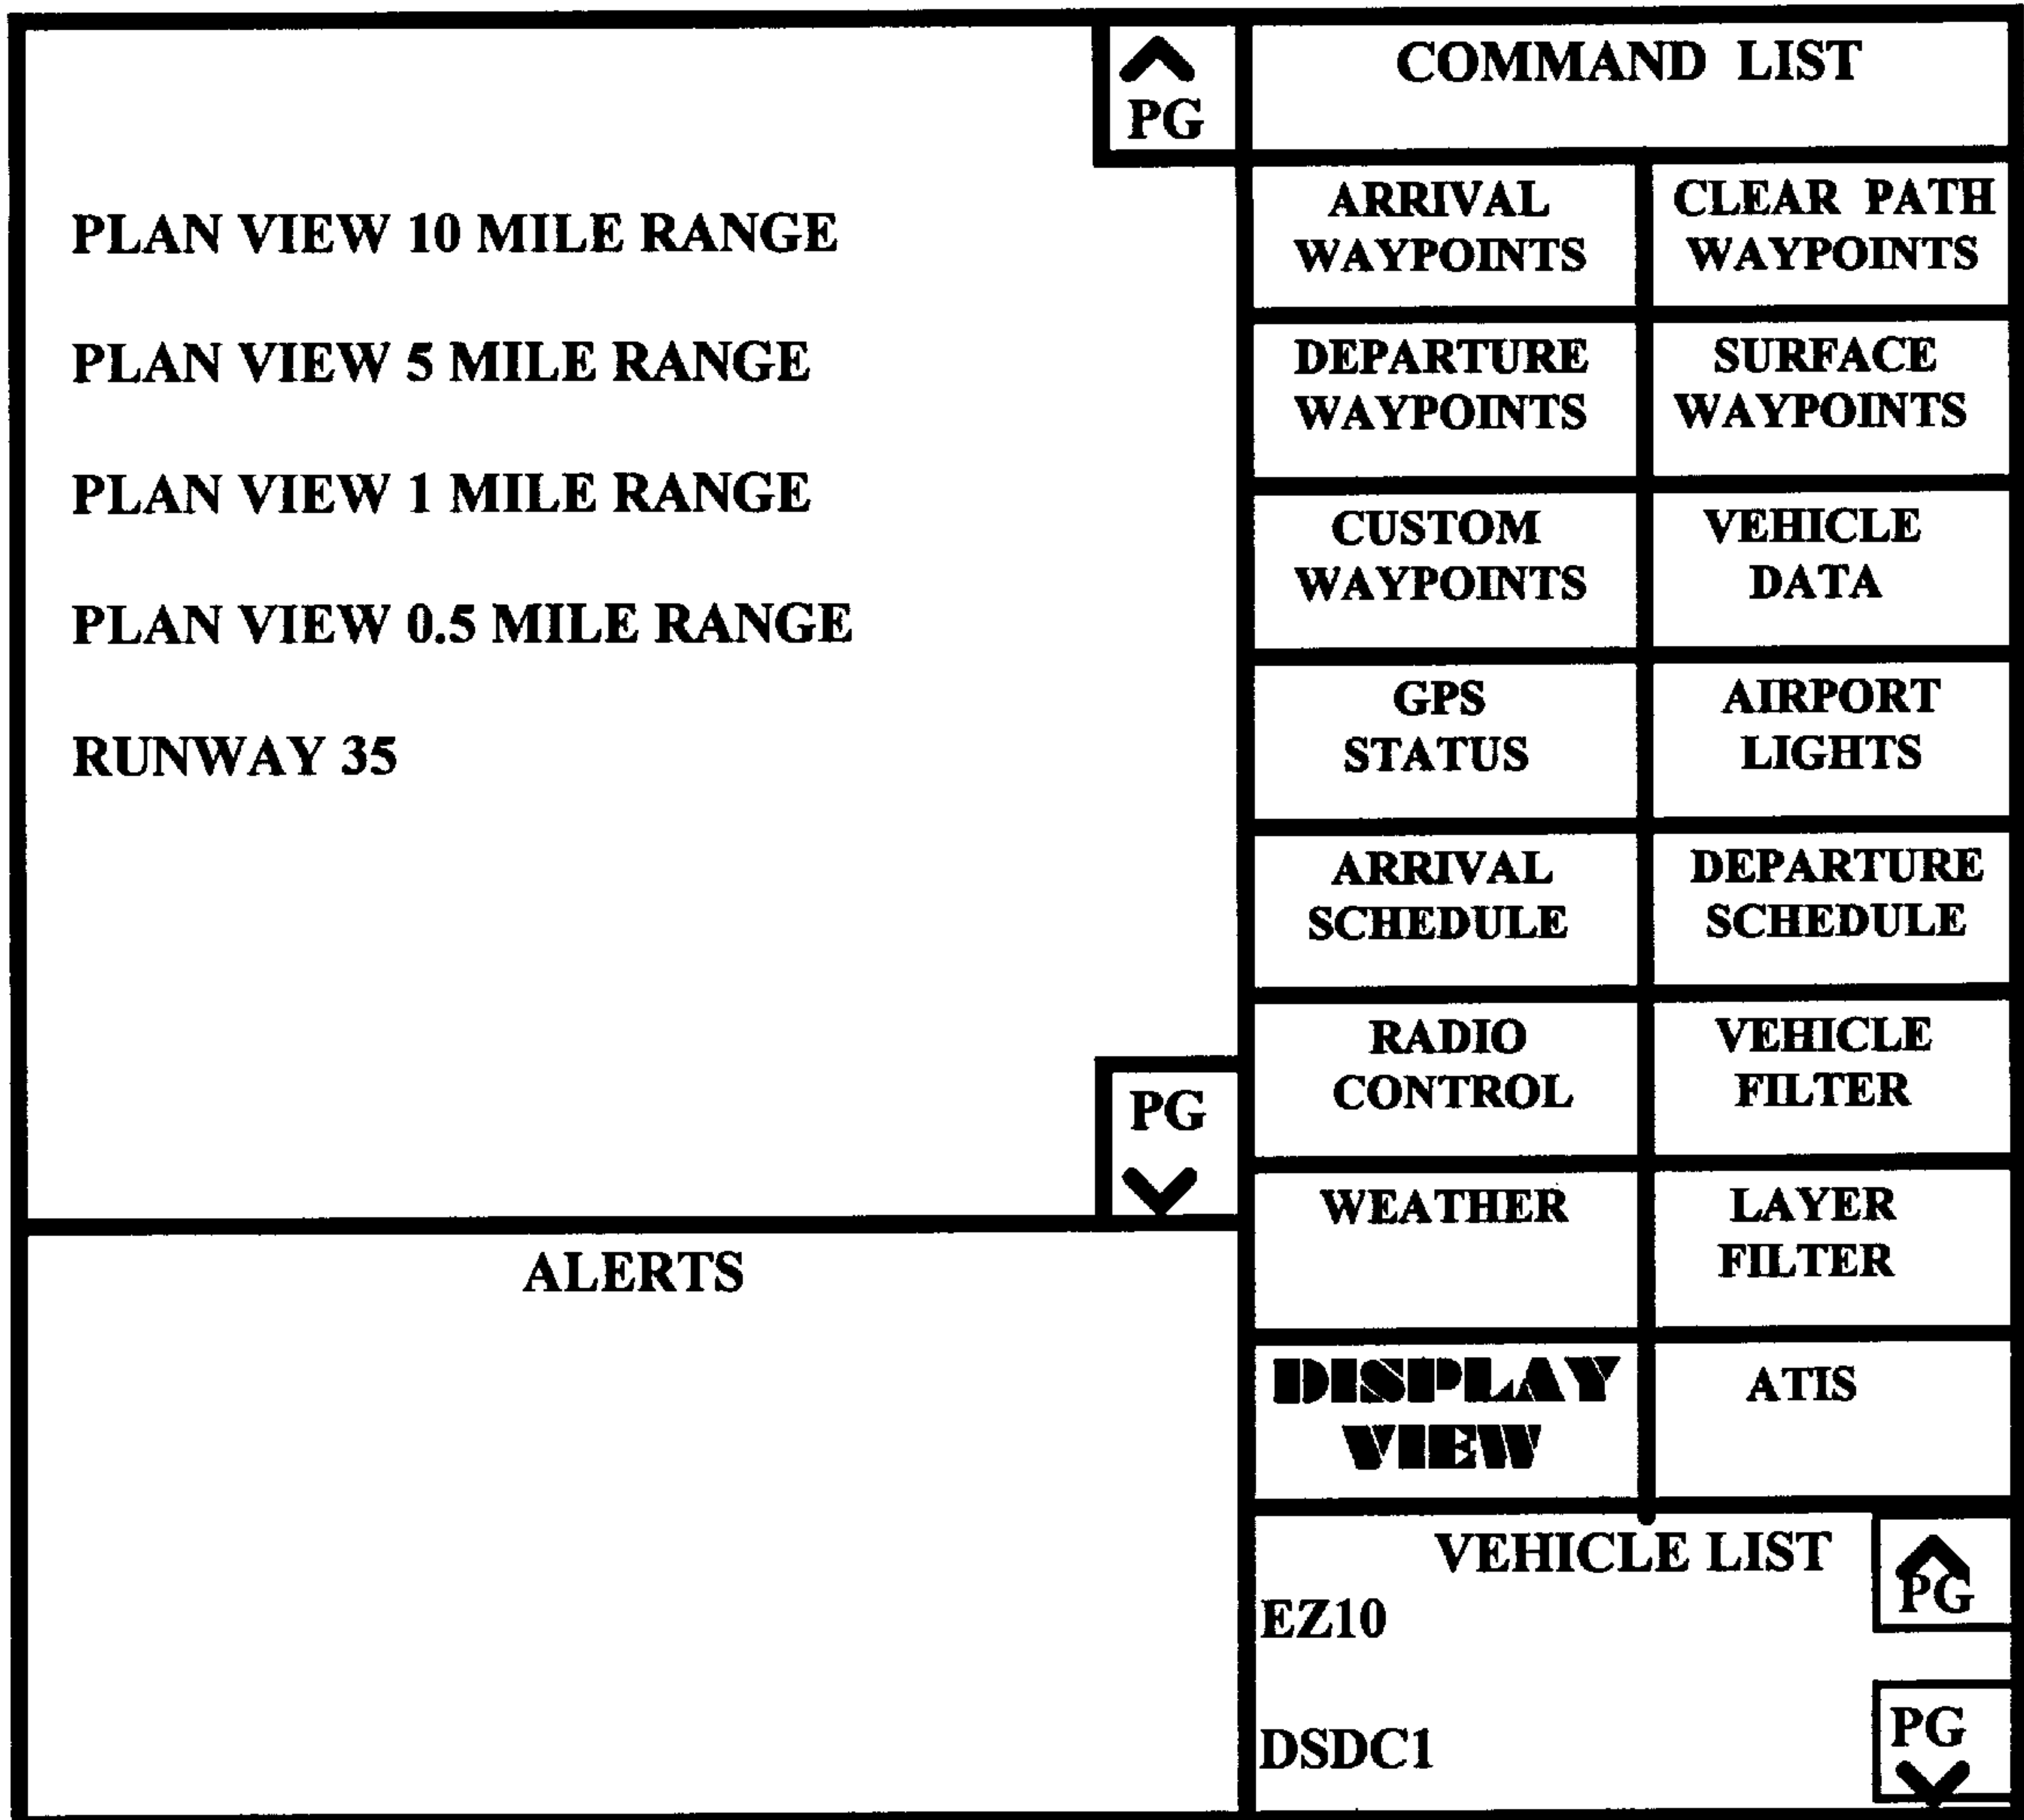 PG
PLAN VIEW 10 MILE RANGE
PLAN VIEW 5 MILE RANGE
PLAN VIEW 1 MILE RANGE
PLAN VIEW 0.5 MILE RANGE
RUNWAY 35
PG
ALERTS
COMMAND LIST
ARRIVAL
WAYPOINTS
CLEAR PATH
WAYPOINTS
DEPARTURE
WAYPOINTS
SURFACE
WAYPOINTS
CUSTOM
WAYPOINTS
VEHICLE
DATA
GPS
STATUS
AIRPORT
LIGHTS
ARRIVAL
SCHEDULE
DEPARTURE
SCHEDULE
RADIO
CONTROL
VEHICLE
FILTER
WEATHER
LAYER
FILTER
DISPLAY
VIEW
ATIS
VEHICLE LIST
PG
EZ10
DSDC1
PG